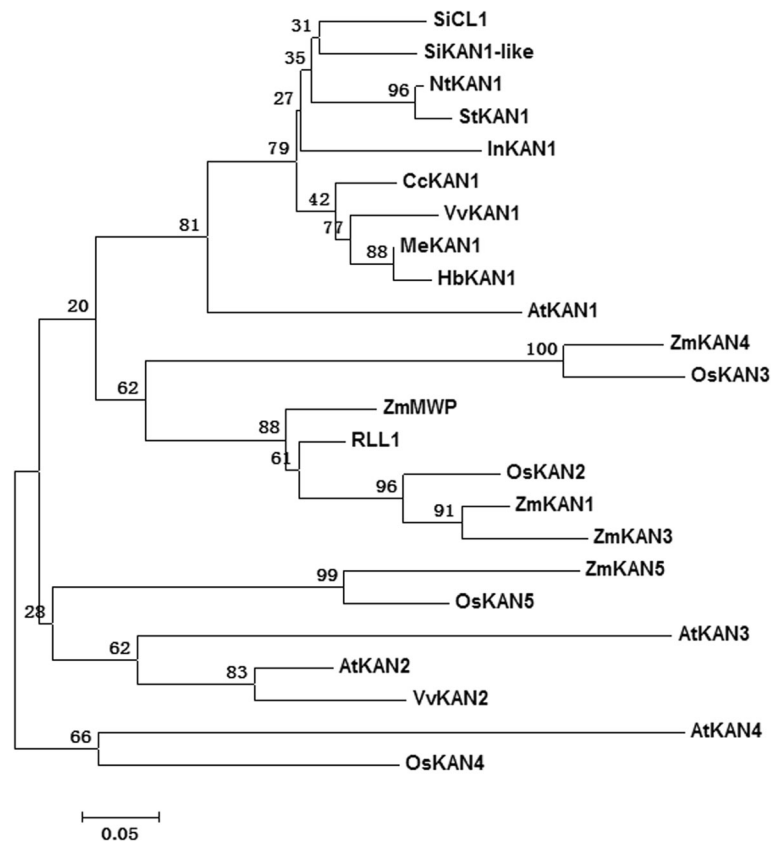 31
SiCL1
SiKAN1-like
35
96
NtKAN1
StKAN1
27
InKAN1
79
CcKAN1
42
VvKAN1
77
MeKAN1
88
HbKAN1
81
AtKAN1
20
ZmKAN4
100
OsKAN3
62
ZmMWP
88
RLL1
61
OsKAN2
96
ZmKAN1
91
ZmKAN3
ZmKAN5
99
OsKAN5
28
AtKAN3
62
AtKAN2
83
VvKAN2
AtKAN4
66
OsKAN4
0.05